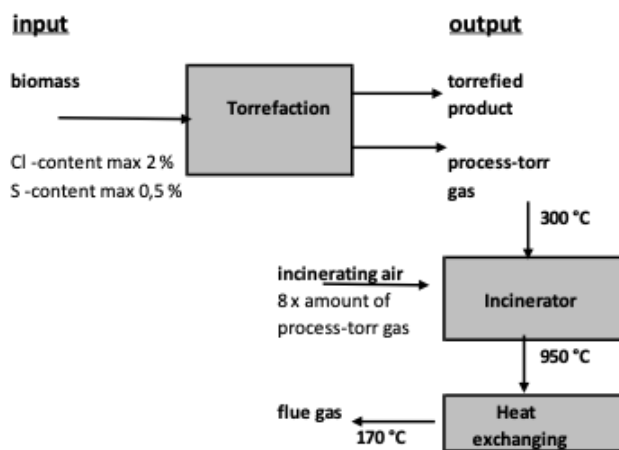 input
output
biomass
Torrefaction
torrefied
product
Cl -content max 2 %
S -content max 0,5 %
process-torr
gas
300 °C
incinerating air
8 x amount of
process-torr gas
Incinerator
950 °C
flue gas
170 °C
Heat
exchanging